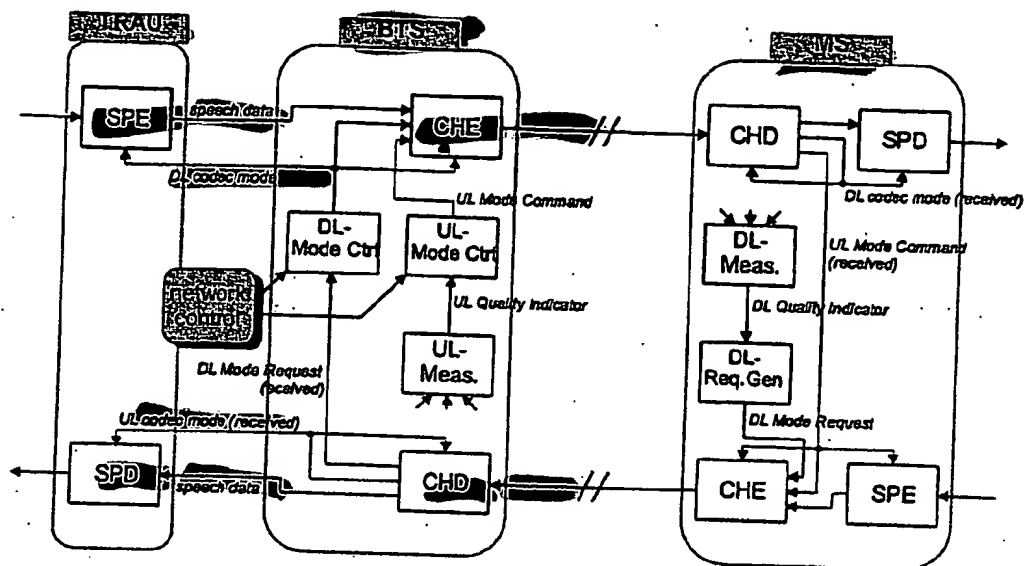 TRAU
BTS
MS
SPE
speech data
CHE
CHD
SPD
DL codec mode
DL codec mode (received)
UL Mode Command
DL-
Mode Ctrl
UL-
Mode Ctrl
DL-
Meas.
UL Mode Command
(received)
network
control
UL Quality Indicator
DL Quality Indicator
DL Mode Request
(received)
UL-
Meas.
DL-
Req.Gen
UL codec mode (received)
DL Mode Request
SPD
speech data
CHD
CHE
SPE